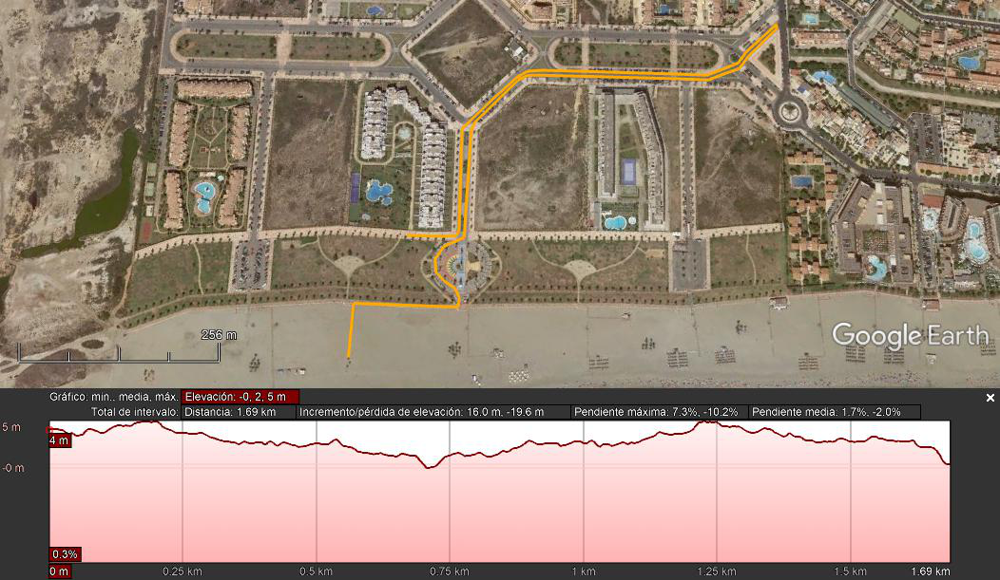 256 m
Google Earth
Gráfico: min., media, máx. Elevación: -0, 2, 5 m
Total de intervalo: Distancia: 1.69 km Incremento/pérdida de elevación: 16.0 m, -19.6 m Pendiente máxima: 7.3%, -10.2% Pendiente media: 1.7%, -2.0%
5 m
4 m
-0 m
0.3%
0 m 0.25 km 0.5 km 0.75 km 1 km 1.25 km 1.5 km 1.69 km